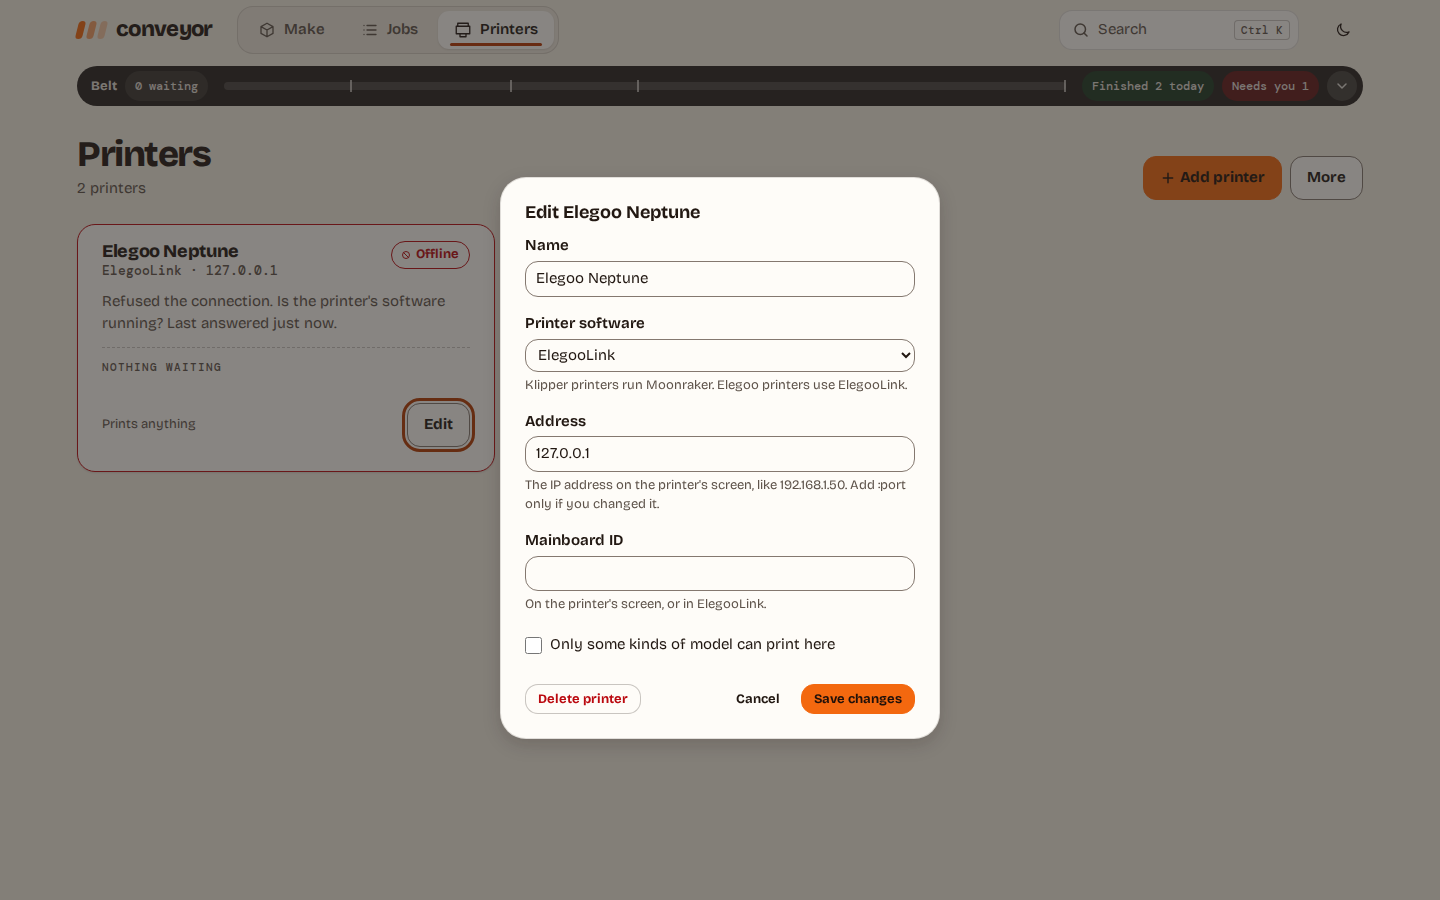 conveyor
Make
Jobs
Printers
Search
Ctrl K
Belt
0 waiting
Finished 2 today
Needs you 1
Printers
2 printers
+ Add printer
More
Elegoo Neptune
ElegooLink · 127.0.0.1
Offline
Refused the connection. Is the printer's software
running? Last answered just now.
NOTHING WAITING
Prints anything
Edit
Edit Elegoo Neptune
Name
Elegoo Neptune
Printer software
ElegooLink
Klipper printers run Moonraker. Elegoo printers use ElegooLink.
Address
127.0.0.1
The IP address on the printer's screen, like 192.168.1.50. Add :port
only if you changed it.
Mainboard ID
On the printer's screen, or in ElegooLink.
Only some kinds of model can print here
Delete printer
Cancel
Save changes